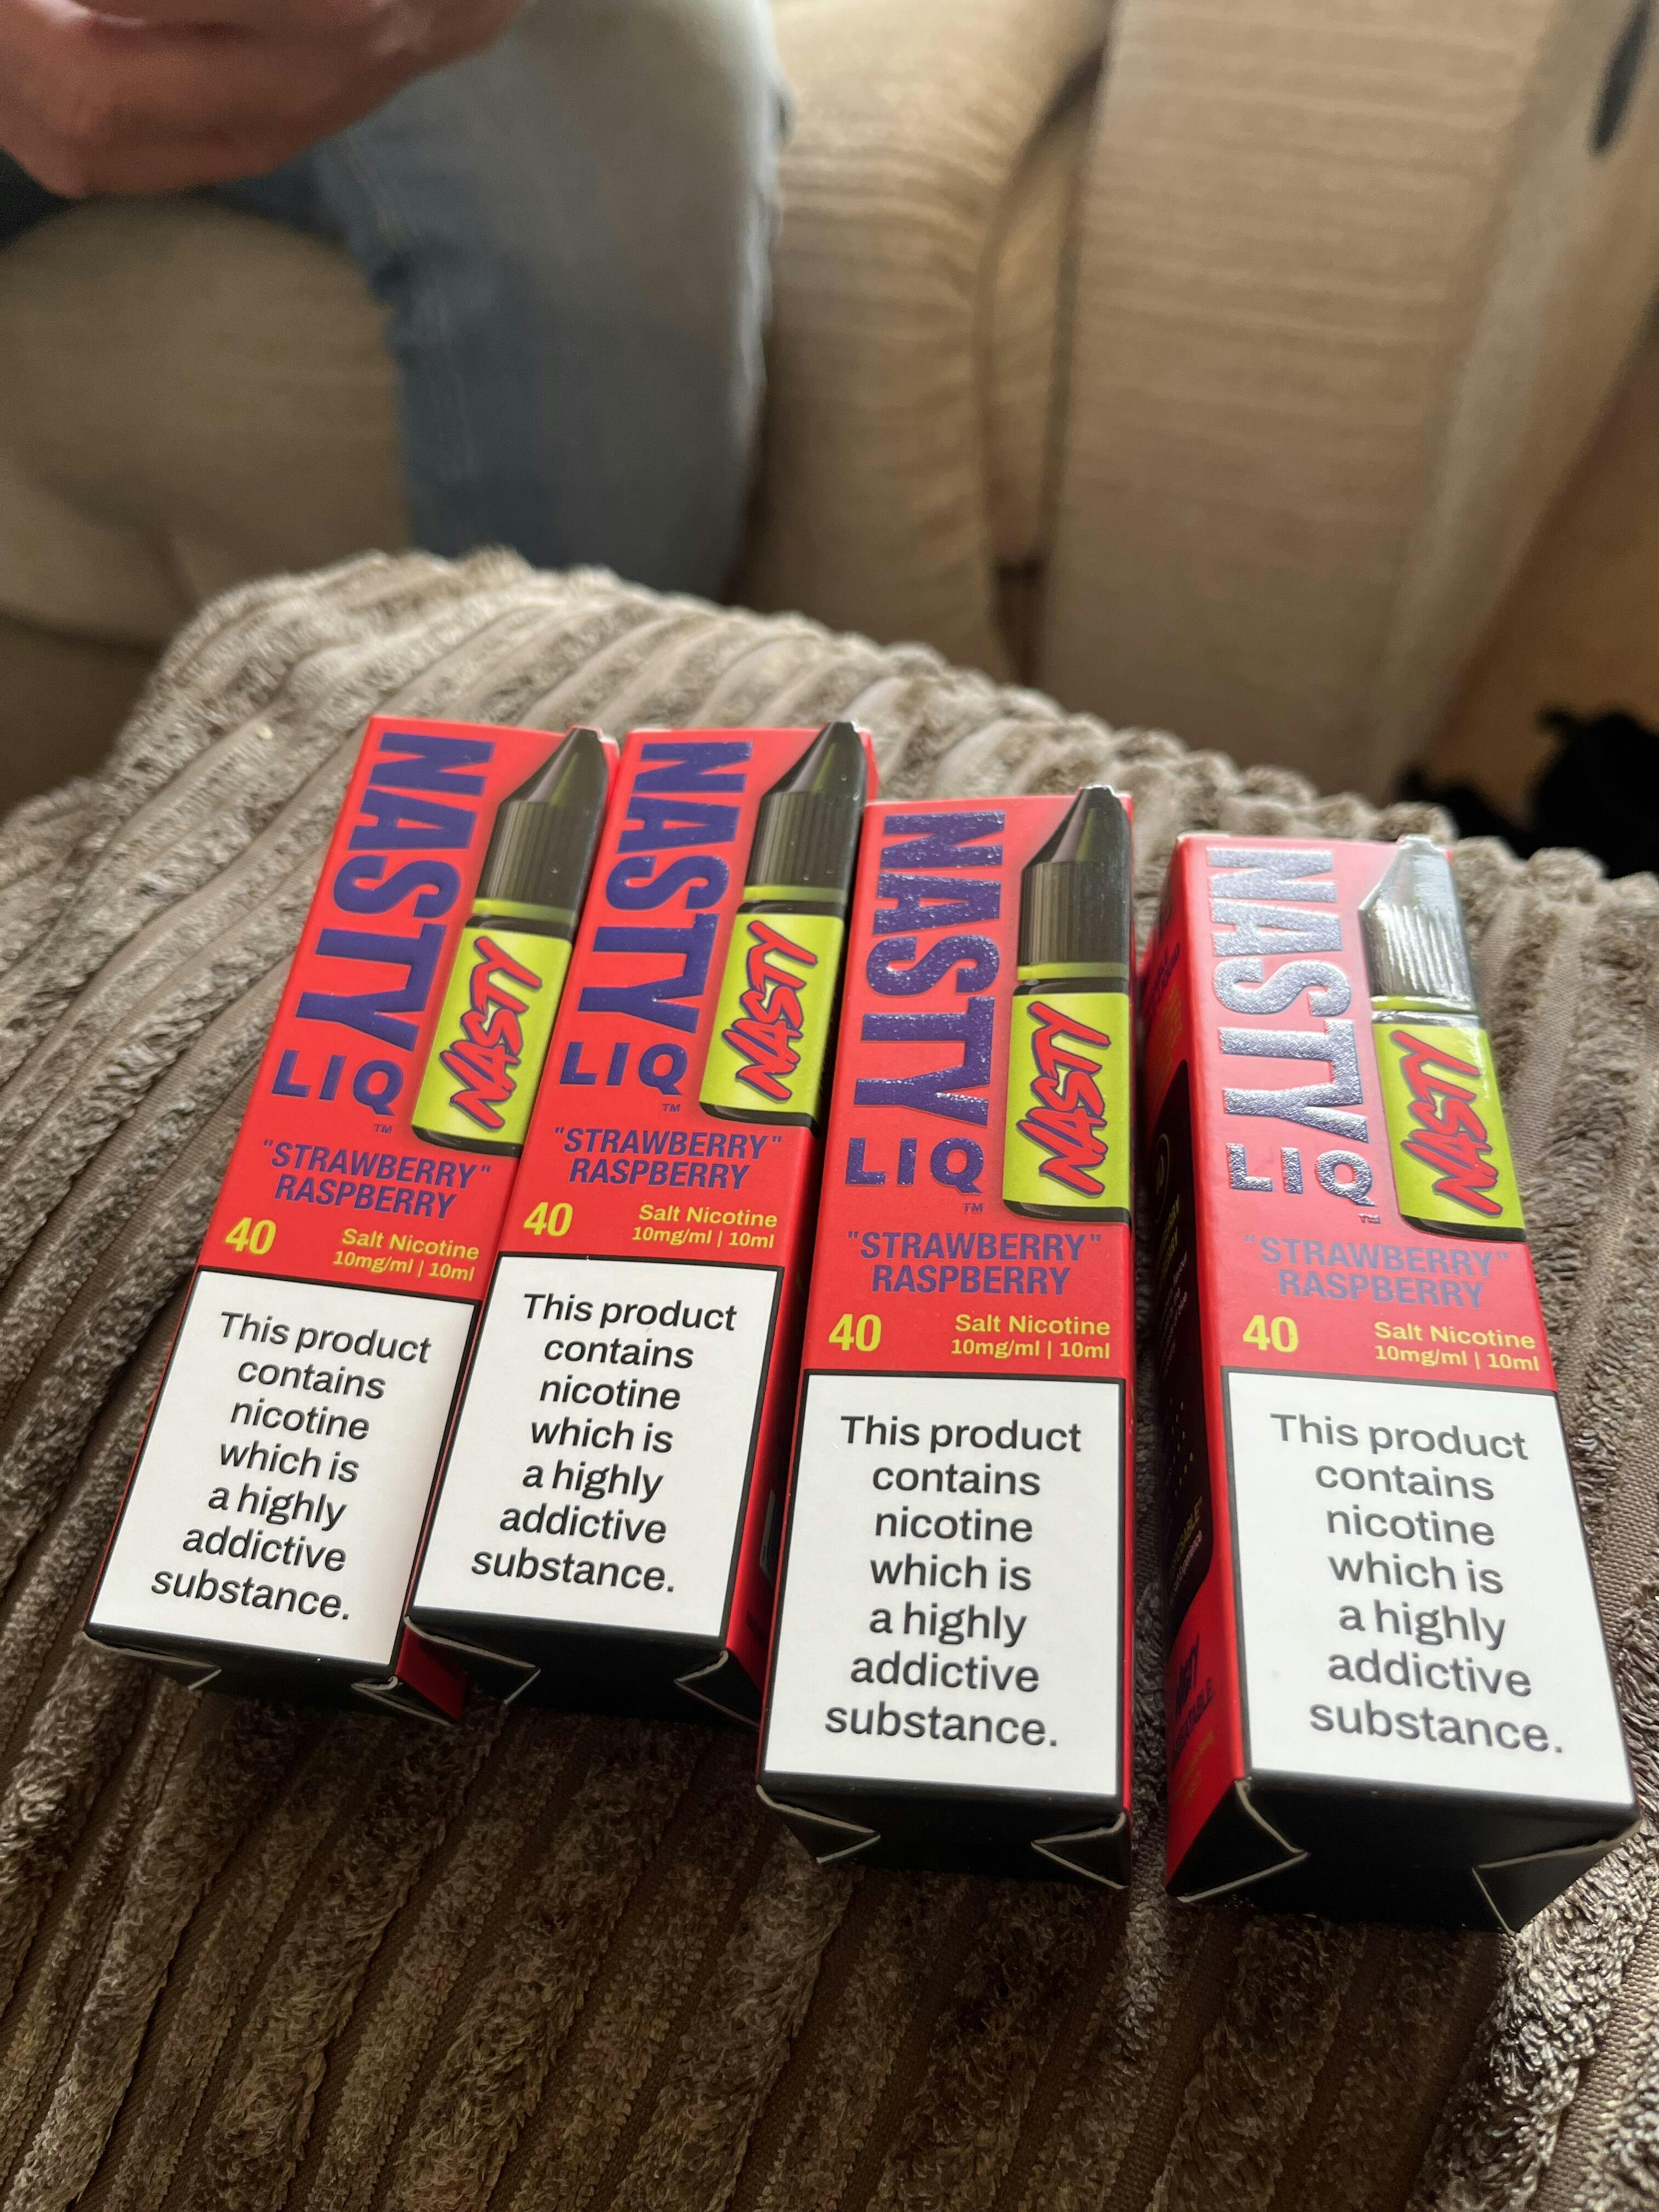 NASTY
LIQ
™
NASTY
"STRAWBERRY"
RASPBERRY
40
Salt Nicotine
10mg/ml | 10ml
This product
contains
nicotine
which is
a highly
addictive
substance.
NASTY
LIQ
™
NASTY
"STRAWBERRY"
RASPBERRY
40
Salt Nicotine
10mg/ml | 10ml
This product
contains
nicotine
which is
a highly
addictive
substance.
NASTY
LIQ
™
NASTY
"STRAWBERRY"
RASPBERRY
40
Salt Nicotine
10mg/ml | 10ml
This product
contains
nicotine
which is
a highly
addictive
substance.
NASTY
LIQ
™
NASTY
"STRAWBERRY"
RASPBERRY
40
Salt Nicotine
10mg/ml | 10ml
This product
contains
nicotine
which is
a highly
addictive
substance.